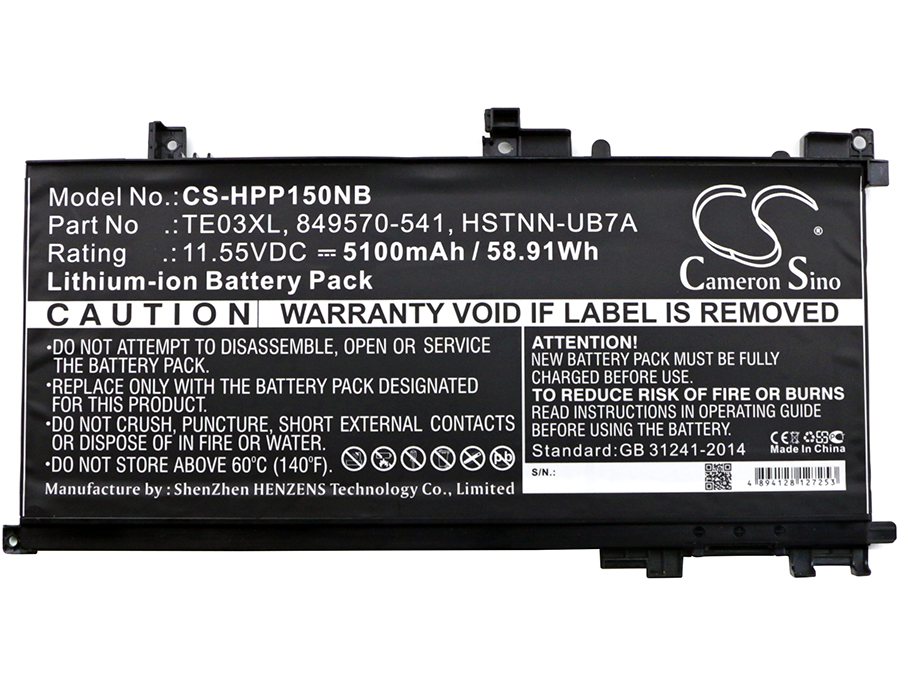 Model No.: CS-HPP150NB
Part No .: TE03XL, 849570-541, HSTNN-UB7A
Rating .: 11.55VDC ⎓ 5100mAh / 58.91Wh
Lithium-ion Battery Pack
CS
®
Cameron Sino
CAUTION WARRANTY VOID IF LABEL IS REMOVED
•DO NOT ATTEMPT TO DISASSEMBLE, OPEN OR SERVICE
THE BATTERY PACK.
•REPLACE ONLY WITH THE BATTERY PACK DESIGNATED
FOR THIS PRODUCT.
•DO NOT CRUSH, PUNCTURE, SHORT EXTERNAL CONTACTS
OR DISPOSE OF IN FIRE OR WATER.
•DO NOT STORE ABOVE 60℃ (140℉).
Manufacture by : ShenZhen HENZENS Technology Co., Limited
ATTENTION!
NEW BATTERY PACK MUST BE FULLY
CHARGED BEFORE USE.
TO REDUCE RISK OF FIRE OR BURNS
READ INSTRUCTIONS IN OPERATING GUIDE
BEFORE USING THE BATTERY.
Standard: GB 31241-2014
CE
Made In China
S/N.:
4 894128 127253